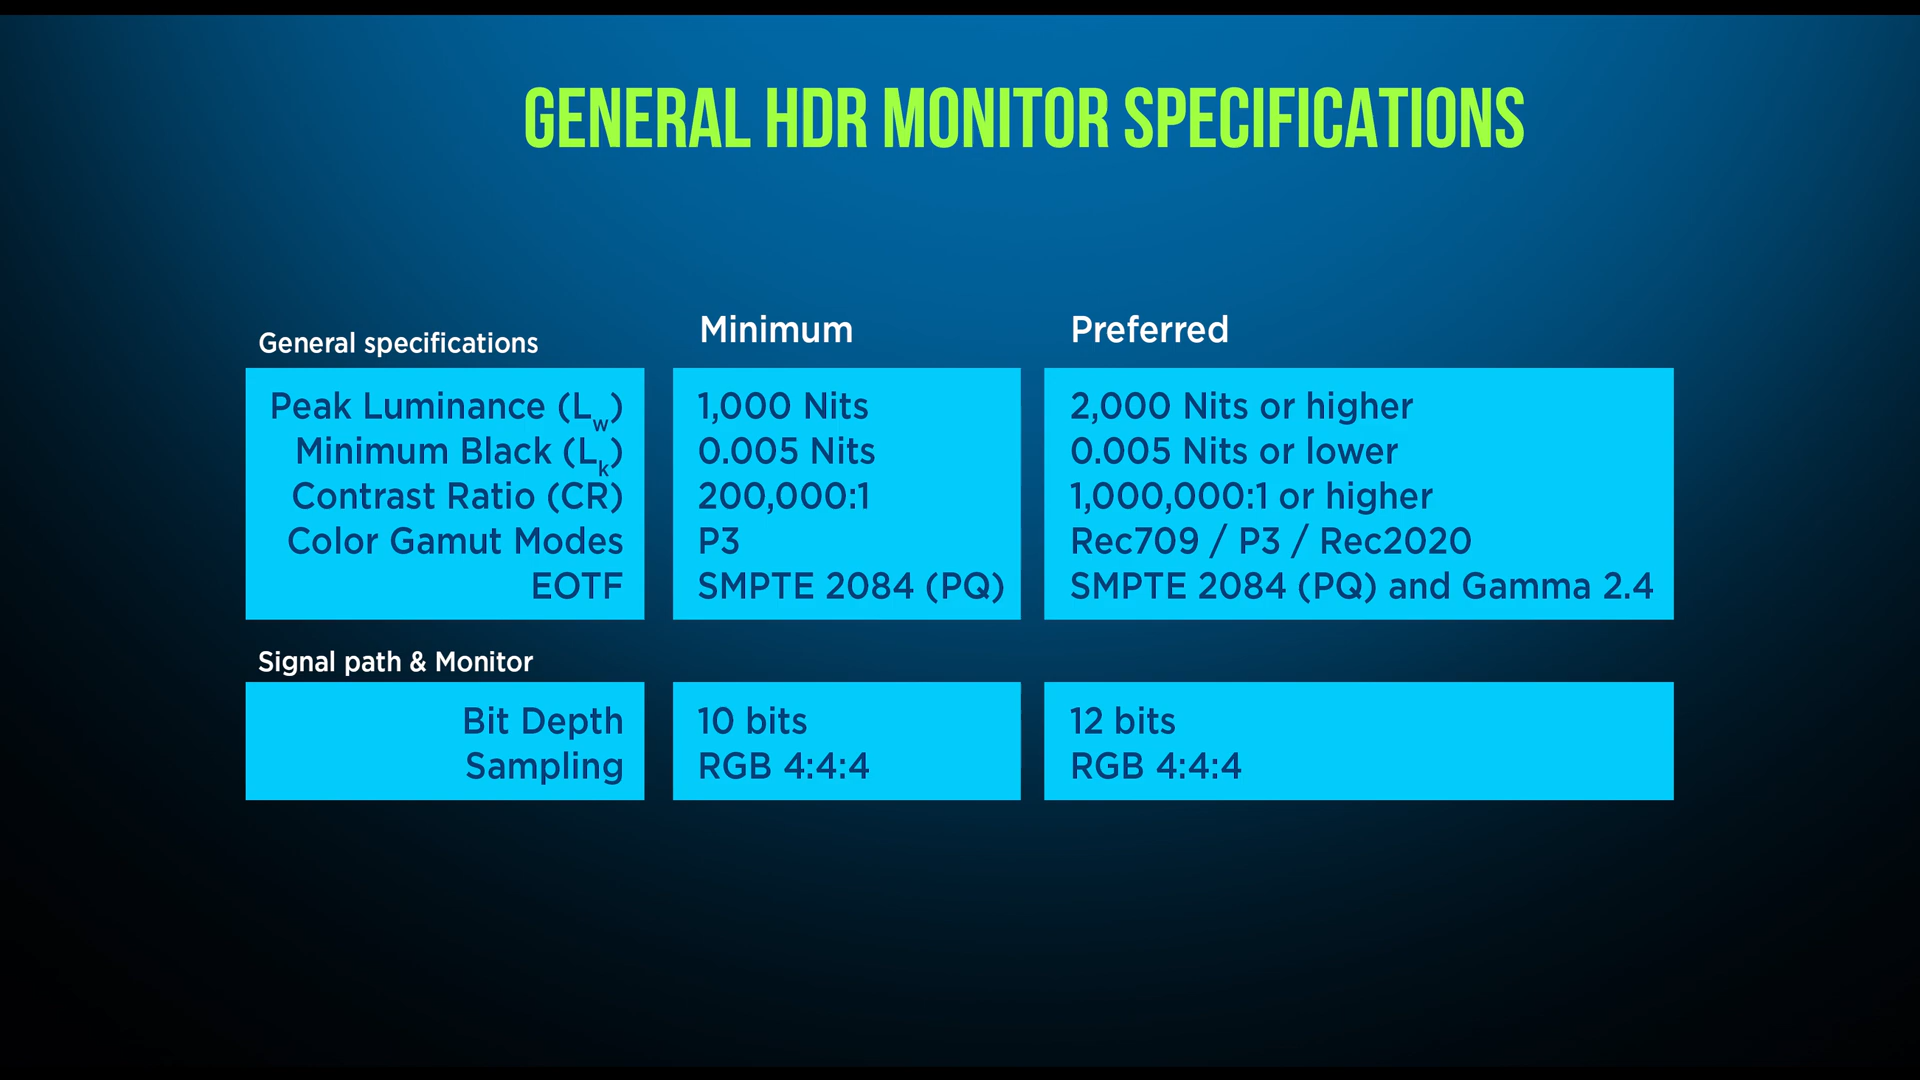 GENERAL HDR MONITOR SPECIFICATIONS
General specifications Minimum Preferred
Peak Luminance (Lw) 1,000 Nits 2,000 Nits or higher
Minimum Black (Lk) 0.005 Nits 0.005 Nits or lower
Contrast Ratio (CR) 200,000:1 1,000,000:1 or higher
Color Gamut Modes P3 Rec709 / P3 / Rec2020
EOTF SMPTE 2084 (PQ) SMPTE 2084 (PQ) and Gamma 2.4
Signal path & Monitor
Bit Depth 10 bits 12 bits
Sampling RGB 4:4:4 RGB 4:4:4